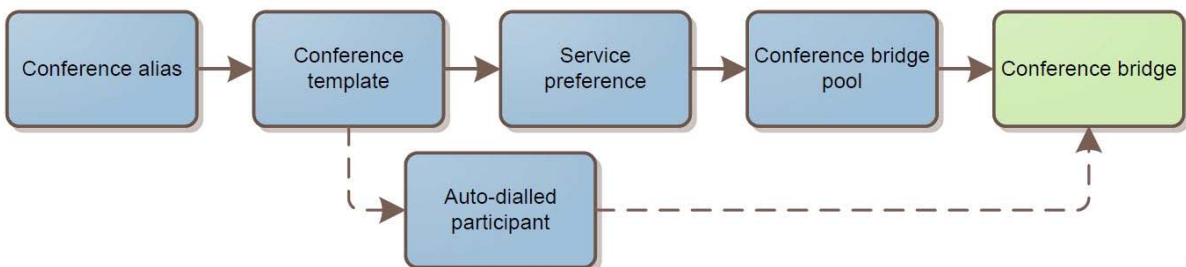 Conference alias
Conference
template
Service
preference
Conference bridge
pool
Conference bridge
Auto-dialled
participant